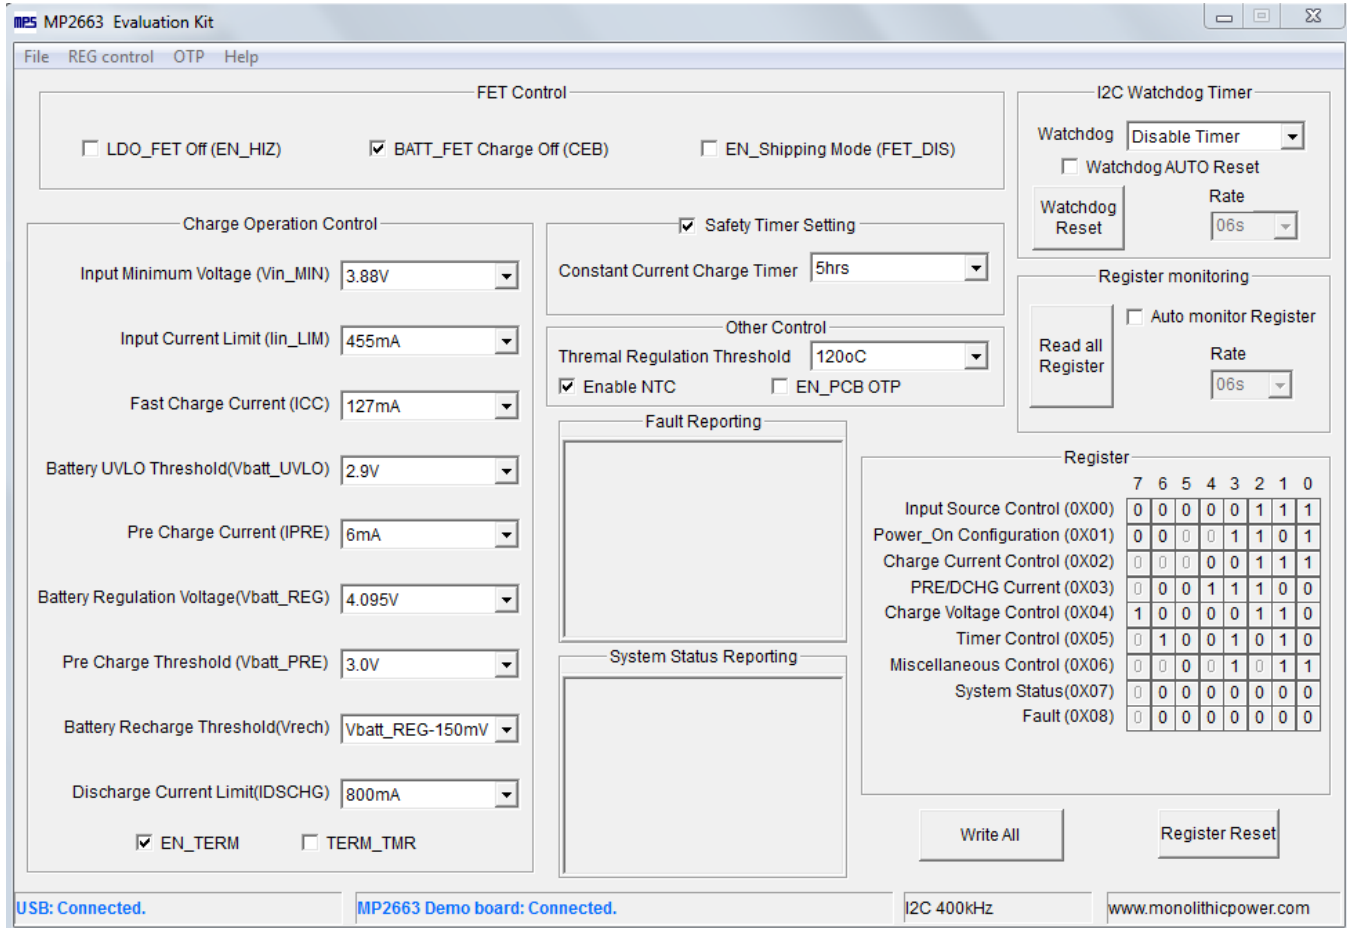 mps MP2663 Evaluation Kit
File REG control OTP Help
FET Control
LDO_FET Off (EN_HIZ) BATT_FET Charge Off (CEB) EN_Shipping Mode (FET_DIS)
I2C Watchdog Timer
Watchdog Disable Timer
Watchdog AUTO Reset
Watchdog Reset
Rate
06s
Charge Operation Control
Input Minimum Voltage (Vin_MIN) 3.88V
Input Current Limit (Iin_LIM) 455mA
Fast Charge Current (ICC) 127mA
Battery UVLO Threshold(Vbatt_UVLO) 2.9V
Pre Charge Current (IPRE) 6mA
Battery Regulation Voltage(Vbatt_REG) 4.095V
Pre Charge Threshold (Vbatt_PRE) 3.0V
Battery Recharge Threshold(Vrech) Vbatt_REG-150mV
Discharge Current Limit(IDSCHG) 800mA
EN_TERM TERM_TMR
Safety Timer Setting
Constant Current Charge Timer 5hrs
Other Control
Thremal Regulation Threshold 120oC
Enable NTC EN_PCB OTP
Fault Reporting
System Status Reporting
Register monitoring
Read all Register
Auto monitor Register
Rate
06s
Register
7 6 5 4 3 2 1 0
Input Source Control (0X00) 0 0 0 0 0 1 1 1
Power_On Configuration (0X01) 0 0 0 0 1 1 0 1
Charge Current Control (0X02) 0 0 0 0 0 1 1 1
PRE/DCHG Current (0X03) 0 0 0 1 1 1 0 0
Charge Voltage Control (0X04) 1 0 0 0 0 1 1 0
Timer Control (0X05) 0 1 0 0 1 0 1 0
Miscellaneous Control (0X06) 0 0 0 0 1 0 1 1
System Status(0X07) 0 0 0 0 0 0 0 0
Fault (0X08) 0 0 0 0 0 0 0 0
Write All Register Reset
USB: Connected. MP2663 Demo board: Connected. I2C 400kHz www.monolithicpower.com